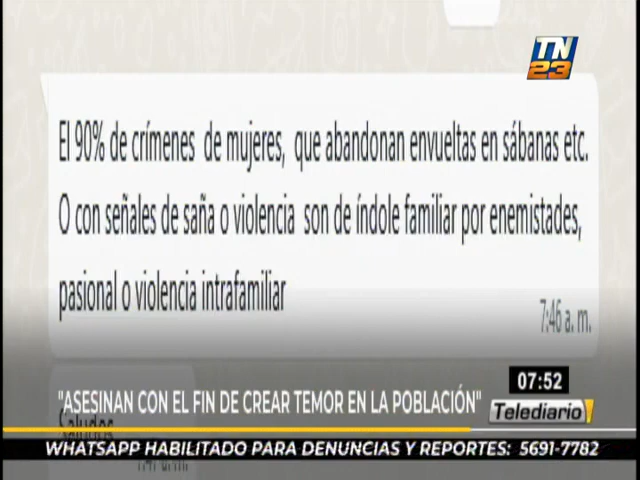 TN
23
El 90% de crímenes de mujeres, que abandonan envueltas en sábanas etc.
O con señales de saña o violencia son de índole familiar por enemistades,
pasional o violencia intrafamiliar
7:46 a. m.
07:52
"ASESINAN CON EL FIN DE CREAR TEMOR EN LA POBLACIÓN"
Telediario
Saludos
WHATSAPP HABILITADO PARA DENUNCIAS Y REPORTES: 5691-7782